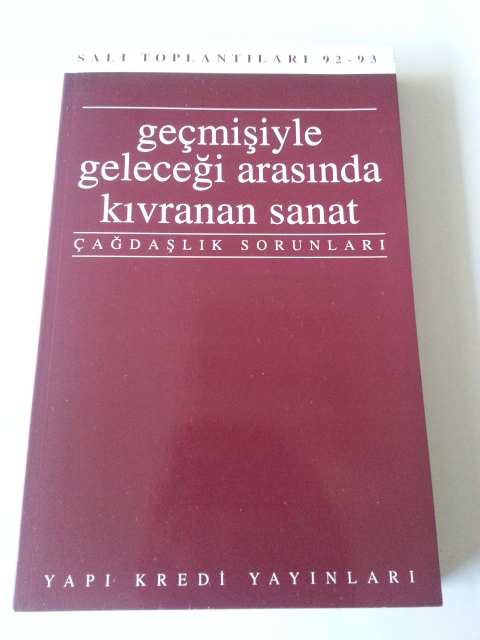 SALI TOPLANTILARI 92-93
geçmişiyle
geleceği arasında
kıvranan sanat
ÇAĞDAŞLIK SORUNLARI
YAPI KREDİ YAYINLARI